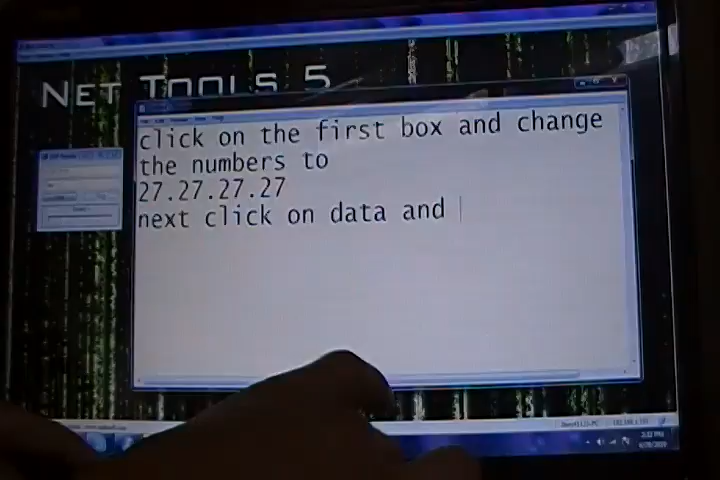 NET TOOLS 5
click on the first box and change
the numbers to
27.27.27.27
next click on data and